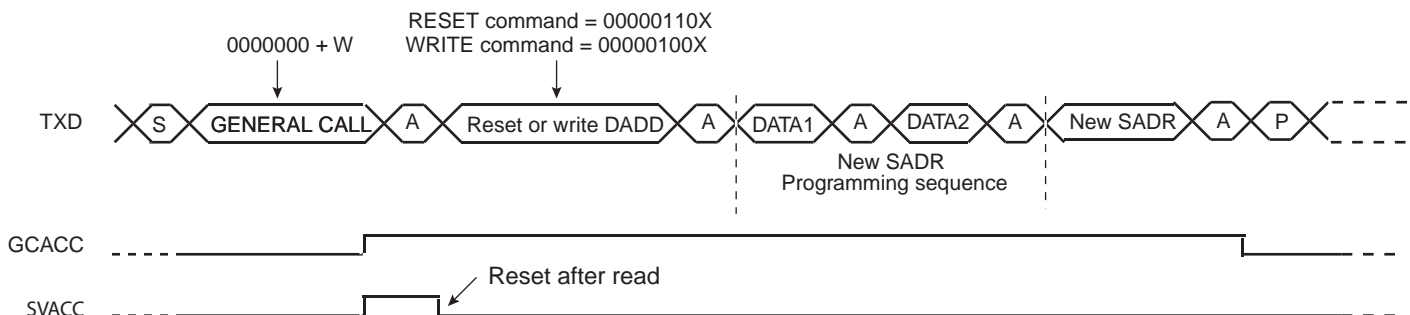 RESET command = 00000110X
0000000 + W
WRITE command = 00000100X
TXD
S
GENERAL CALL
A
Reset or write DADD
A
DATA1
A
DATA2
A
New SADR
A
P
New SADR
Programming sequence
GCACC
Reset after read
SVACC